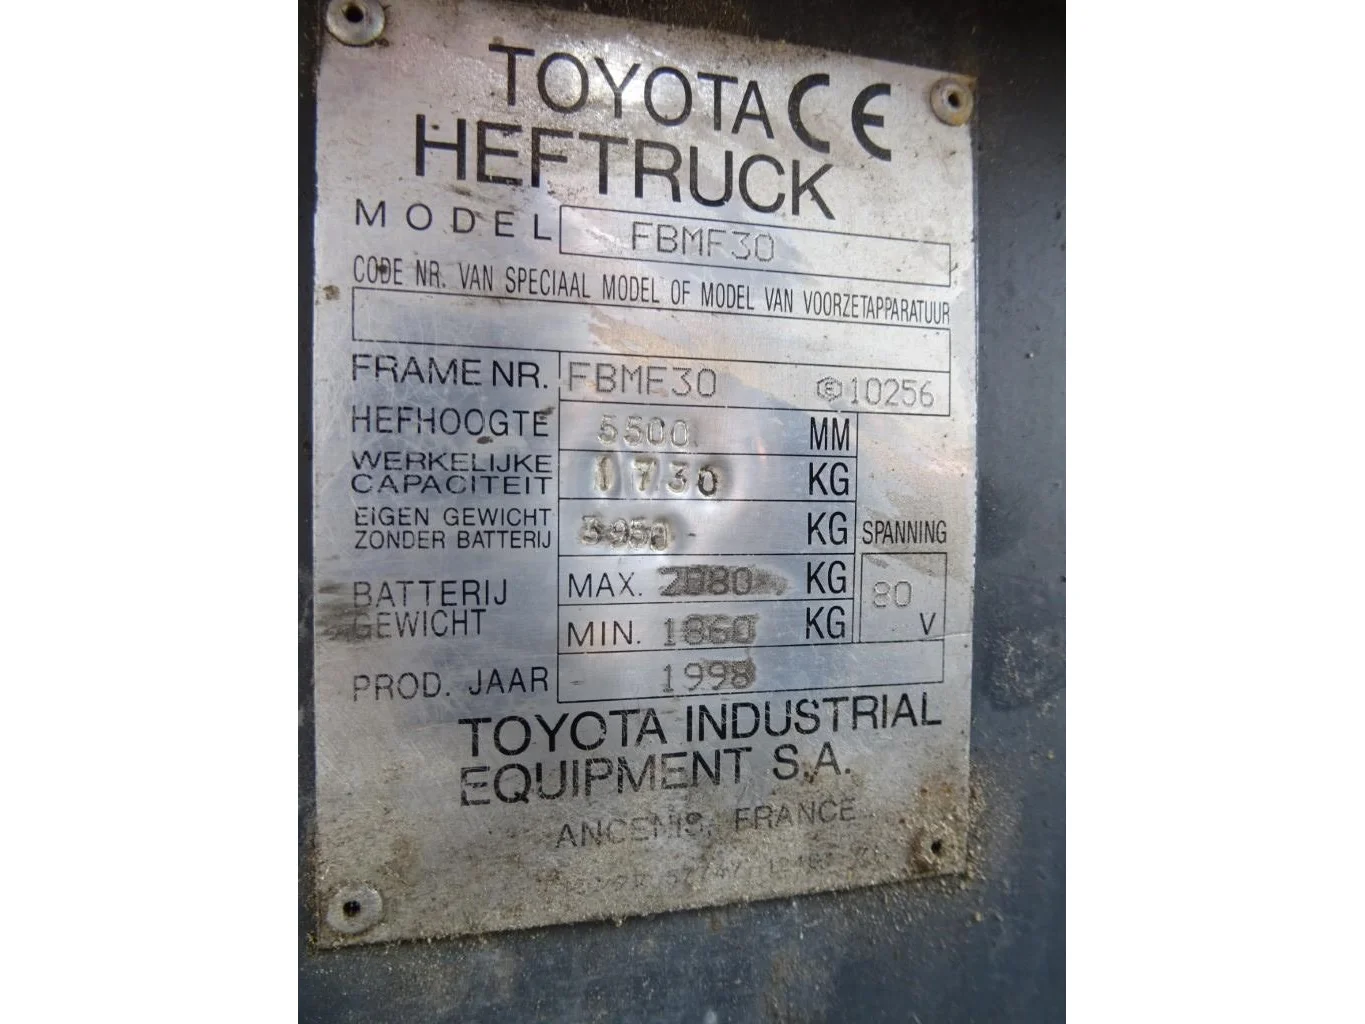 TOYOTA CE
HEFTRUCK
MODEL FBMF30
CODE NR. VAN SPECIAAL MODEL OF MODEL VAN VOORZETAPPARATUUR
FRAME NR. FBMF30 E 10256
HEFHOOGTE 5500 MM
WERKELIJKE CAPACITEIT 1730 KG
EIGEN GEWICHT ZONDER BATTERIJ 3950 KG
SPANNING 80 V
BATTERIJ GEWICHT
MAX. 2080 KG
MIN. 1860 KG
PROD. JAAR 1998
TOYOTA INDUSTRIAL
EQUIPMENT S.A.
ANCENIS, FRANCE